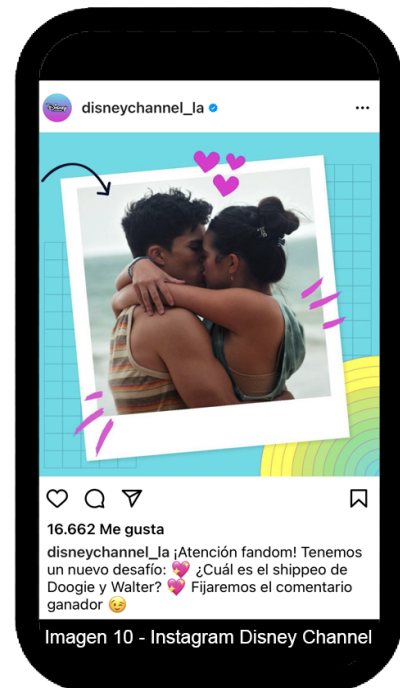 Disney
disneychannel_la
16.662 Me gusta
disneychannel_la ¡Atención fandom! Tenemos
un nuevo desafío: 💖 ¿Cuál es el shippeo de
Doogie y Walter? 💖 Fijaremos el comentario
ganador 😉
Imagen 10 - Instagram Disney Channel